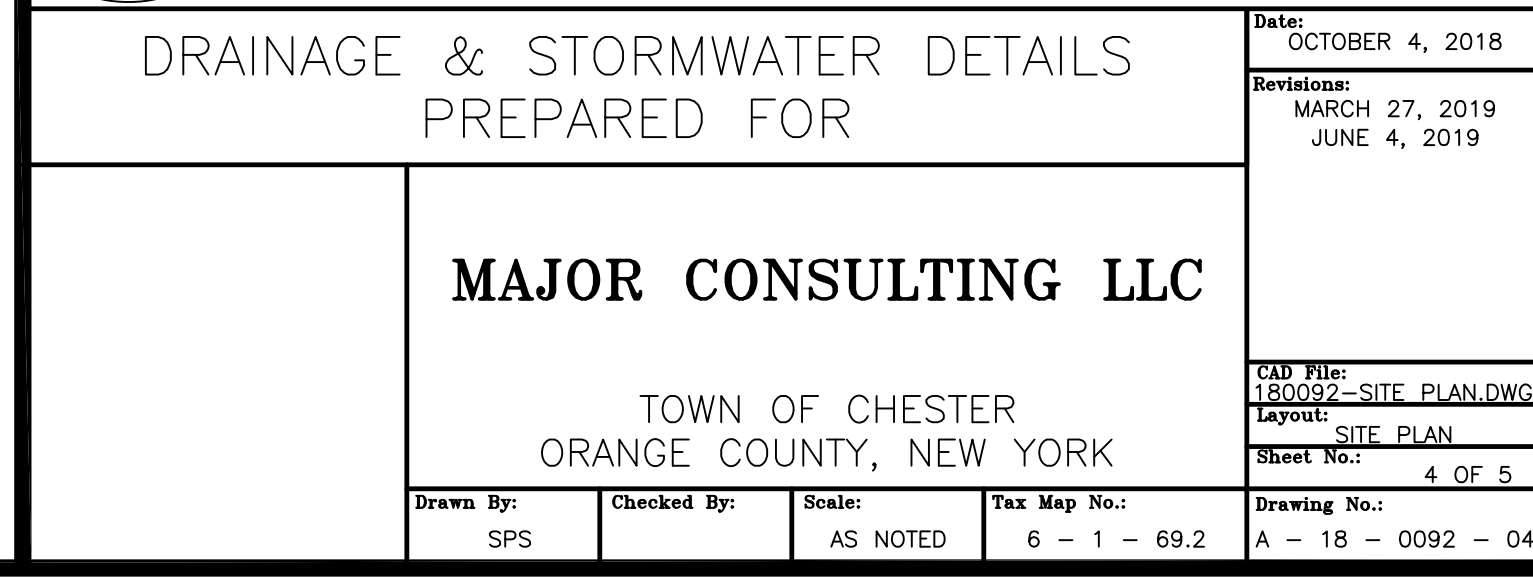 DRAINAGE & STORMWATER DETAILS
PREPARED FOR
MAJOR CONSULTING LLC
TOWN OF CHESTER
ORANGE COUNTY, NEW YORK
Drawn By:
SPS
Checked By:
Scale:
AS NOTED
Tax Map No.:
6 – 1 – 69.2
Date:
OCTOBER 4, 2018
Revisions:
MARCH 27, 2019
JUNE 4, 2019
CAD File:
180092–SITE PLAN.DWG
Layout:
SITE PLAN
Sheet No.:
4 OF 5
Drawing No.:
A – 18 – 0092 – 04